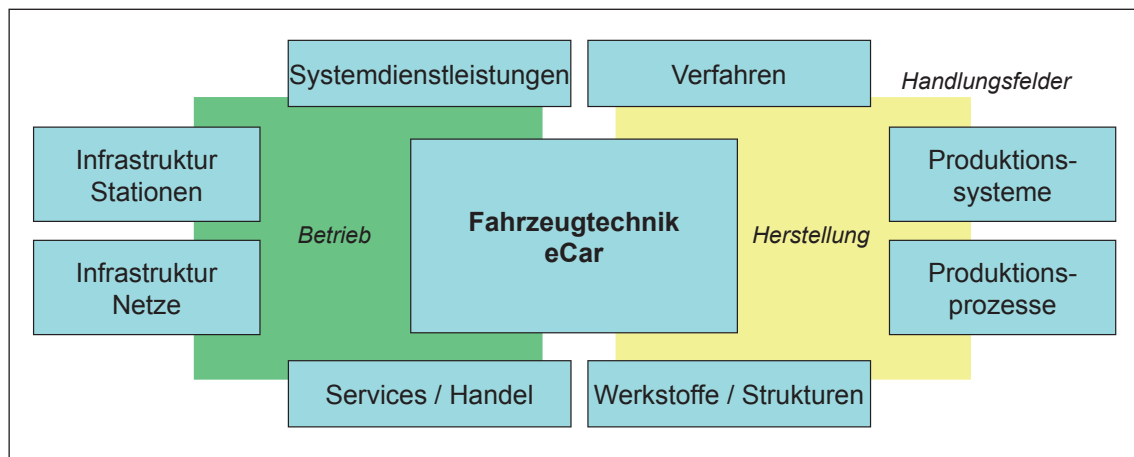 Systemdienstleistungen
Verfahren
Handlungsfelder
Infrastruktur
Stationen
Produktions-
systeme
Betrieb
Fahrzeugtechnik
eCar
Herstellung
Infrastruktur
Netze
Produktions-
prozesse
Services / Handel
Werkstoffe / Strukturen